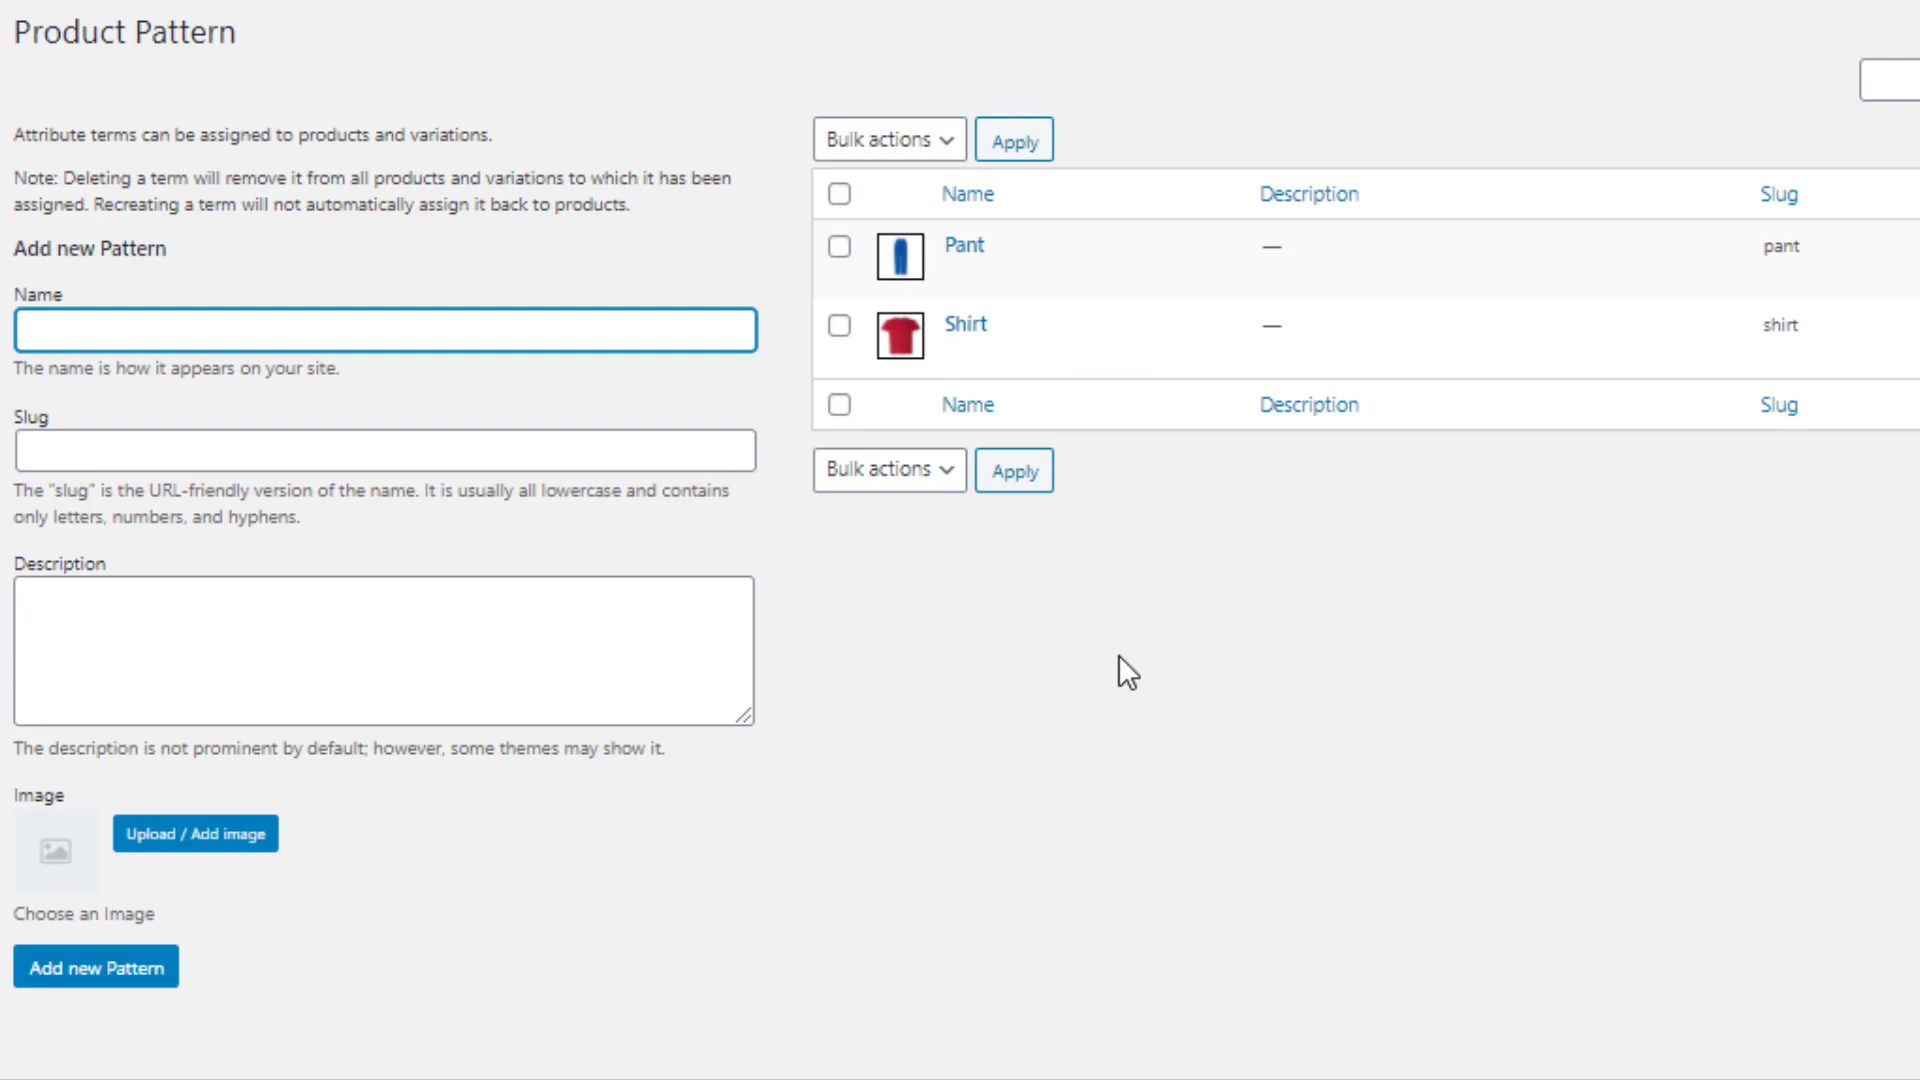 Product Pattern
Attribute terms can be assigned to products and variations.
Note: Deleting a term will remove it from all products and variations to which it has been
assigned. Recreating a term will not automatically assign it back to products.
Add new Pattern
Name
The name is how it appears on your site.
Slug
The "slug" is the URL-friendly version of the name. It is usually all lowercase and contains
only letters, numbers, and hyphens.
Description
The description is not prominent by default; however, some themes may show it.
Image
Upload / Add image
Choose an Image
Add new Pattern
Bulk actions Apply
Name Description Slug
Pant — pant
Shirt — shirt
Name Description Slug
Bulk actions Apply